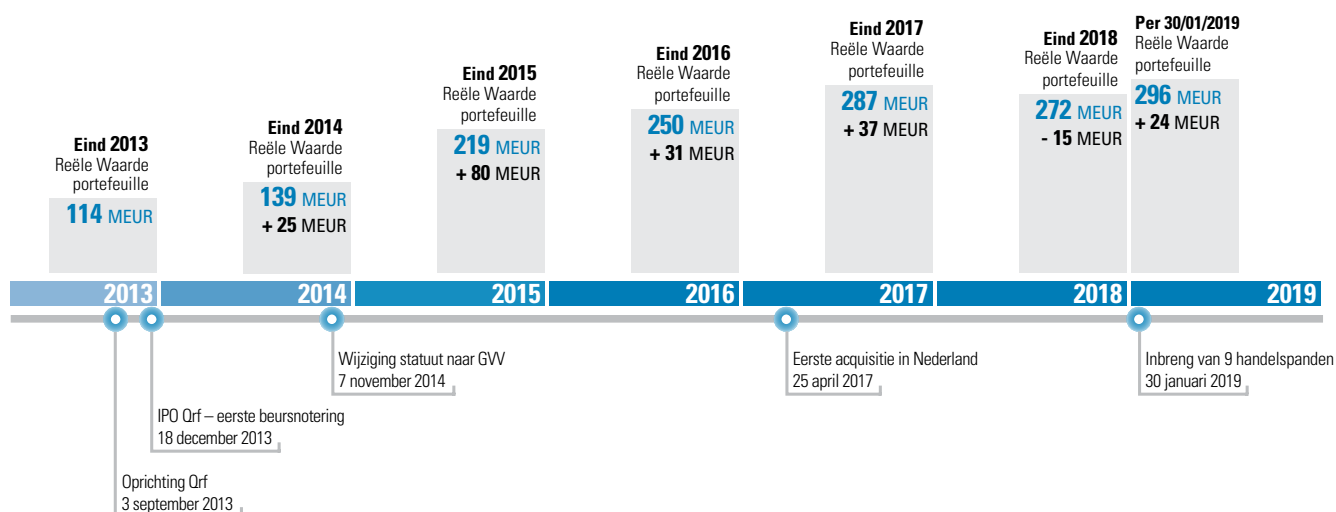 Eind 2013
Reële Waarde
portefeuille
114 MEUR
Eind 2014
Reële Waarde
portefeuille
139 MEUR
+ 25 MEUR
Eind 2015
Reële Waarde
portefeuille
219 MEUR
+ 80 MEUR
Eind 2016
Reële Waarde
portefeuille
250 MEUR
+ 31 MEUR
Eind 2017
Reële Waarde
portefeuille
287 MEUR
+ 37 MEUR
Eind 2018
Reële Waarde
portefeuille
272 MEUR
- 15 MEUR
Per 30/01/2019
Reële Waarde
portefeuille
296 MEUR
+ 24 MEUR
2013 2014 2015 2016 2017 2018 2019
Wijziging statuut naar GVV
7 november 2014
Eerste acquisitie in Nederland
25 april 2017
Inbreng van 9 handelspanden
30 januari 2019
IPO Qrf – eerste beursnotering
18 december 2013
Oprichting Qrf
3 september 2013